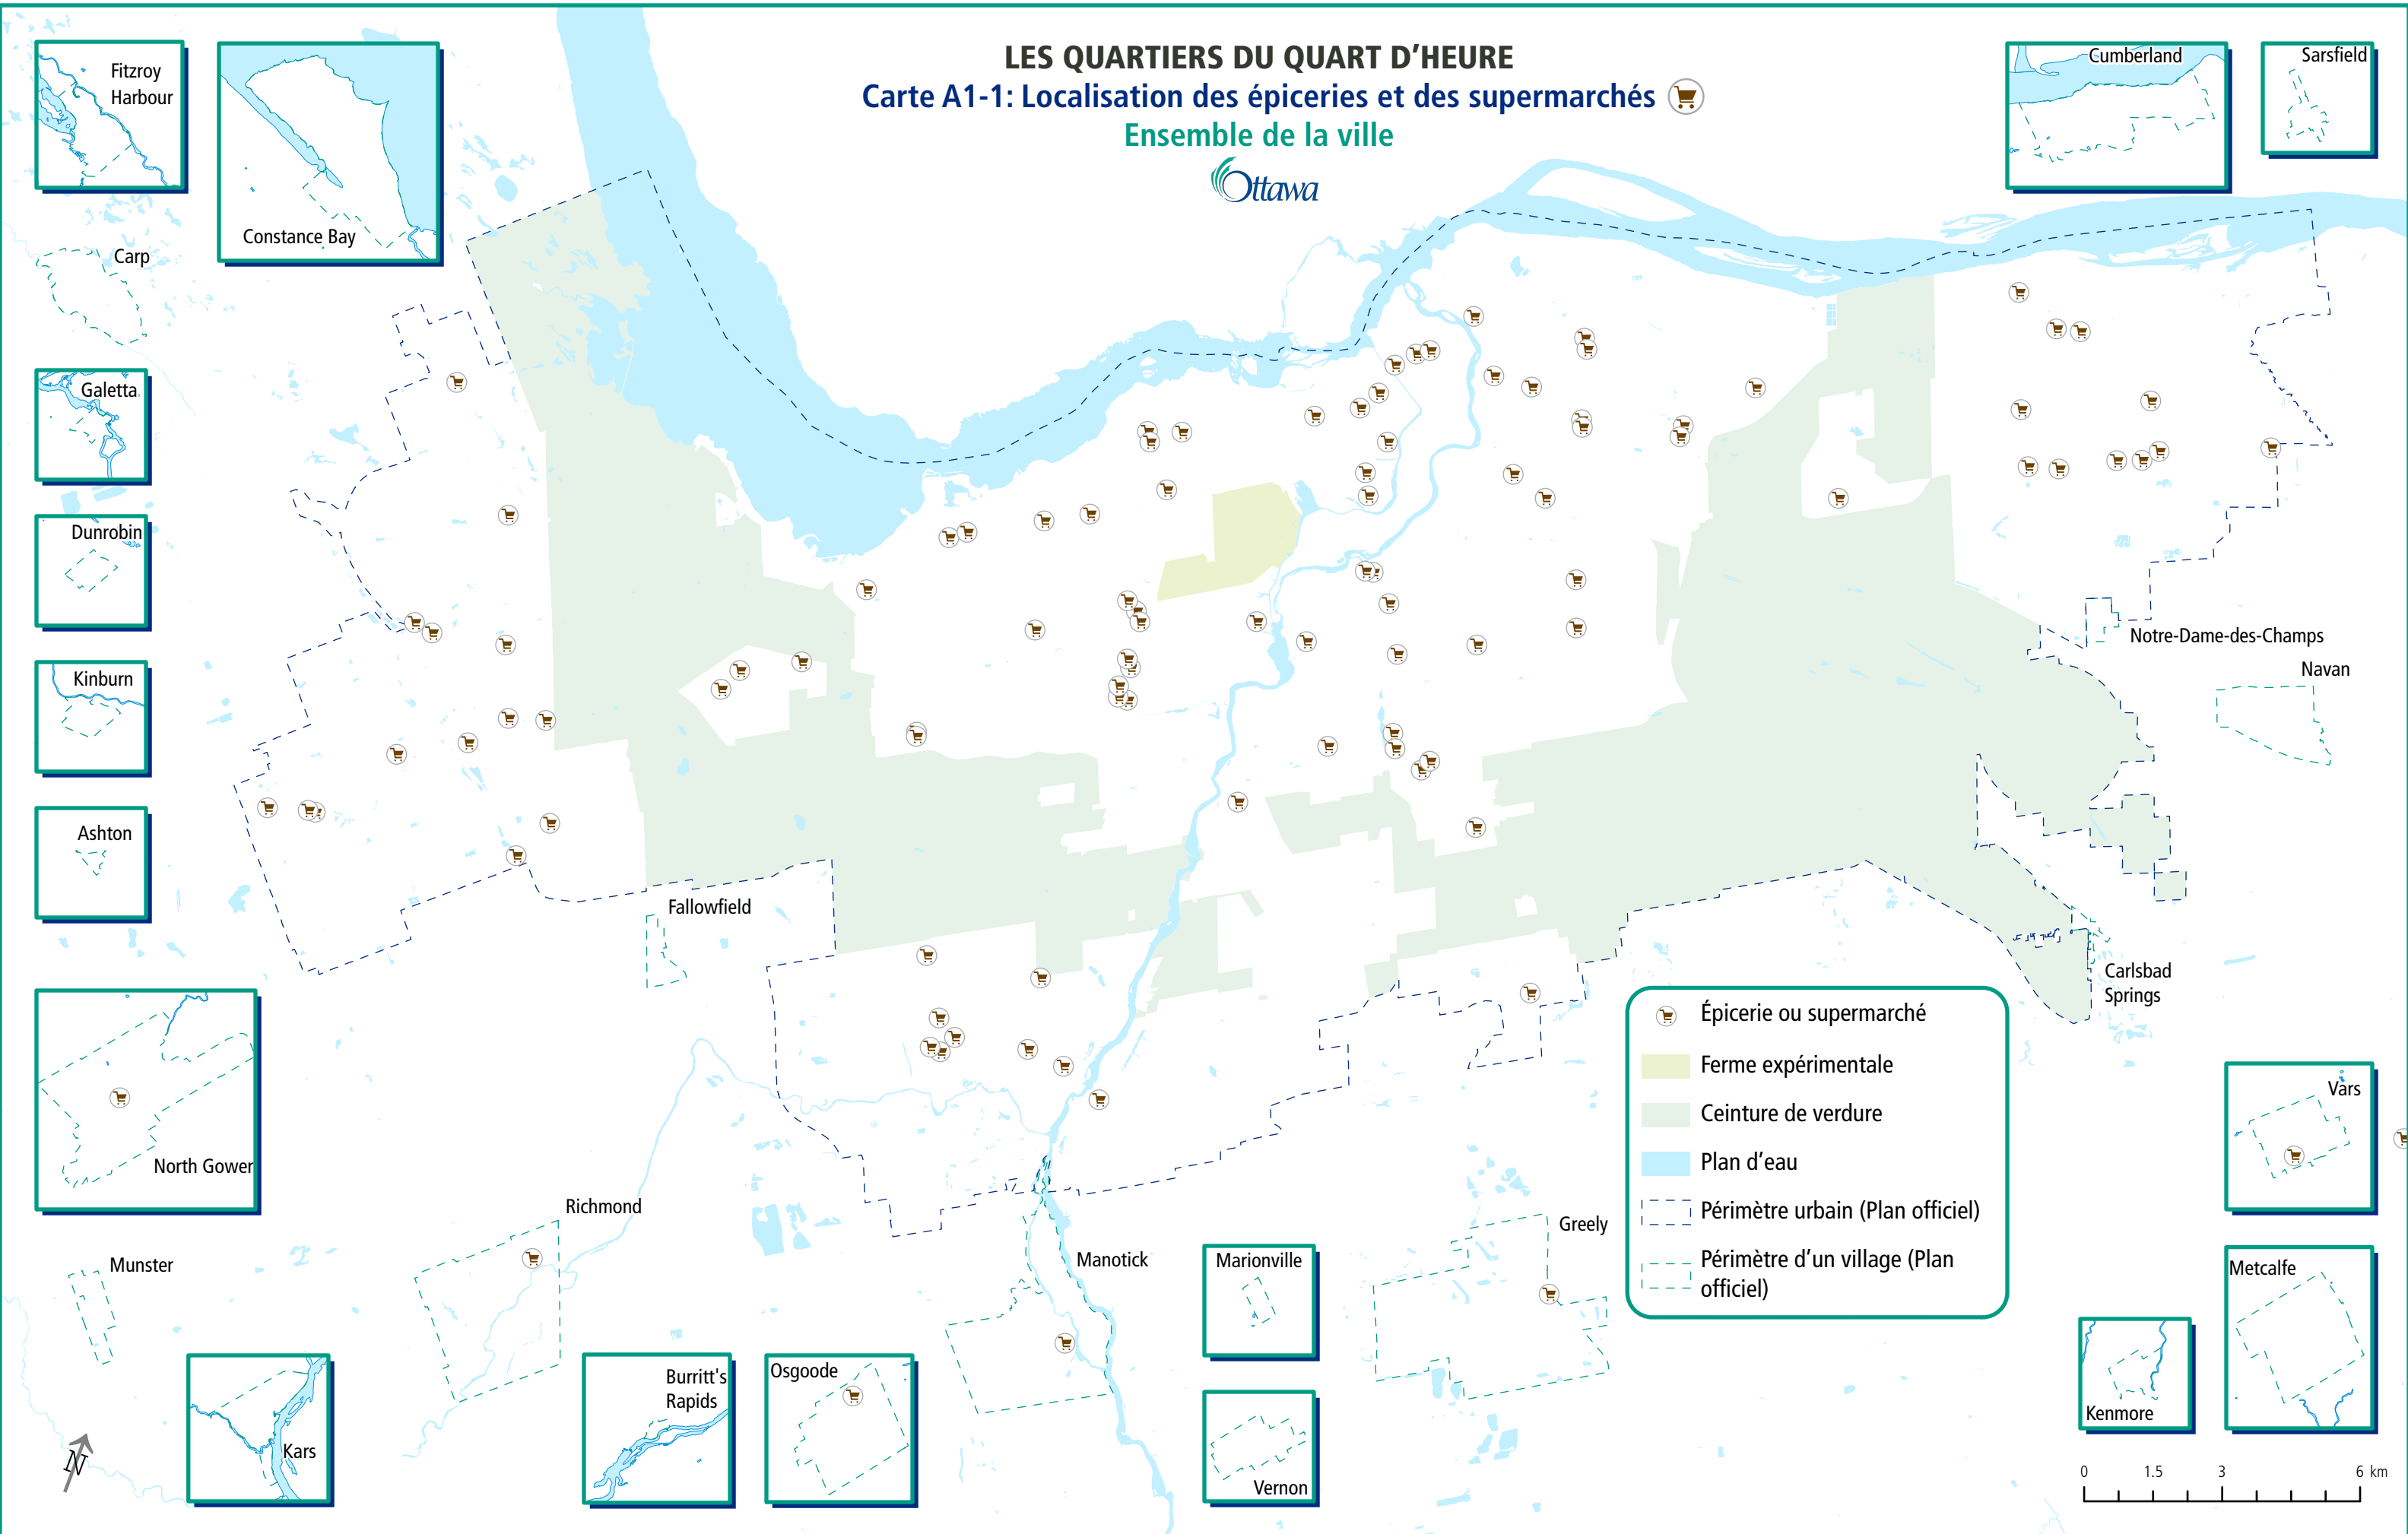 LES QUARTIERS DU QUART D'HEURE
Carte A1-1: Localisation des épiceries et des supermarchés
Ensemble de la ville
Ottawa
Fitzroy
Harbour
Constance Bay
Cumberland
Sarsfield
Carp
Galetta
Dunrobin
Kinburn
Ashton
Notre-Dame-des-Champs
Navan
Fallowfield
Carlsbad
Springs
North Gower
Richmond
Munster
Manotick
Greely
Marionville
Vernon
Kars
Burritt's
Rapids
Osgoode
Vars
Metcalfe
Kenmore
Épicerie ou supermarché
Ferme expérimentale
Ceinture de verdure
Plan d'eau
Périmètre urbain (Plan officiel)
Périmètre d'un village (Plan
officiel)
N
0 1.5 3 6 km